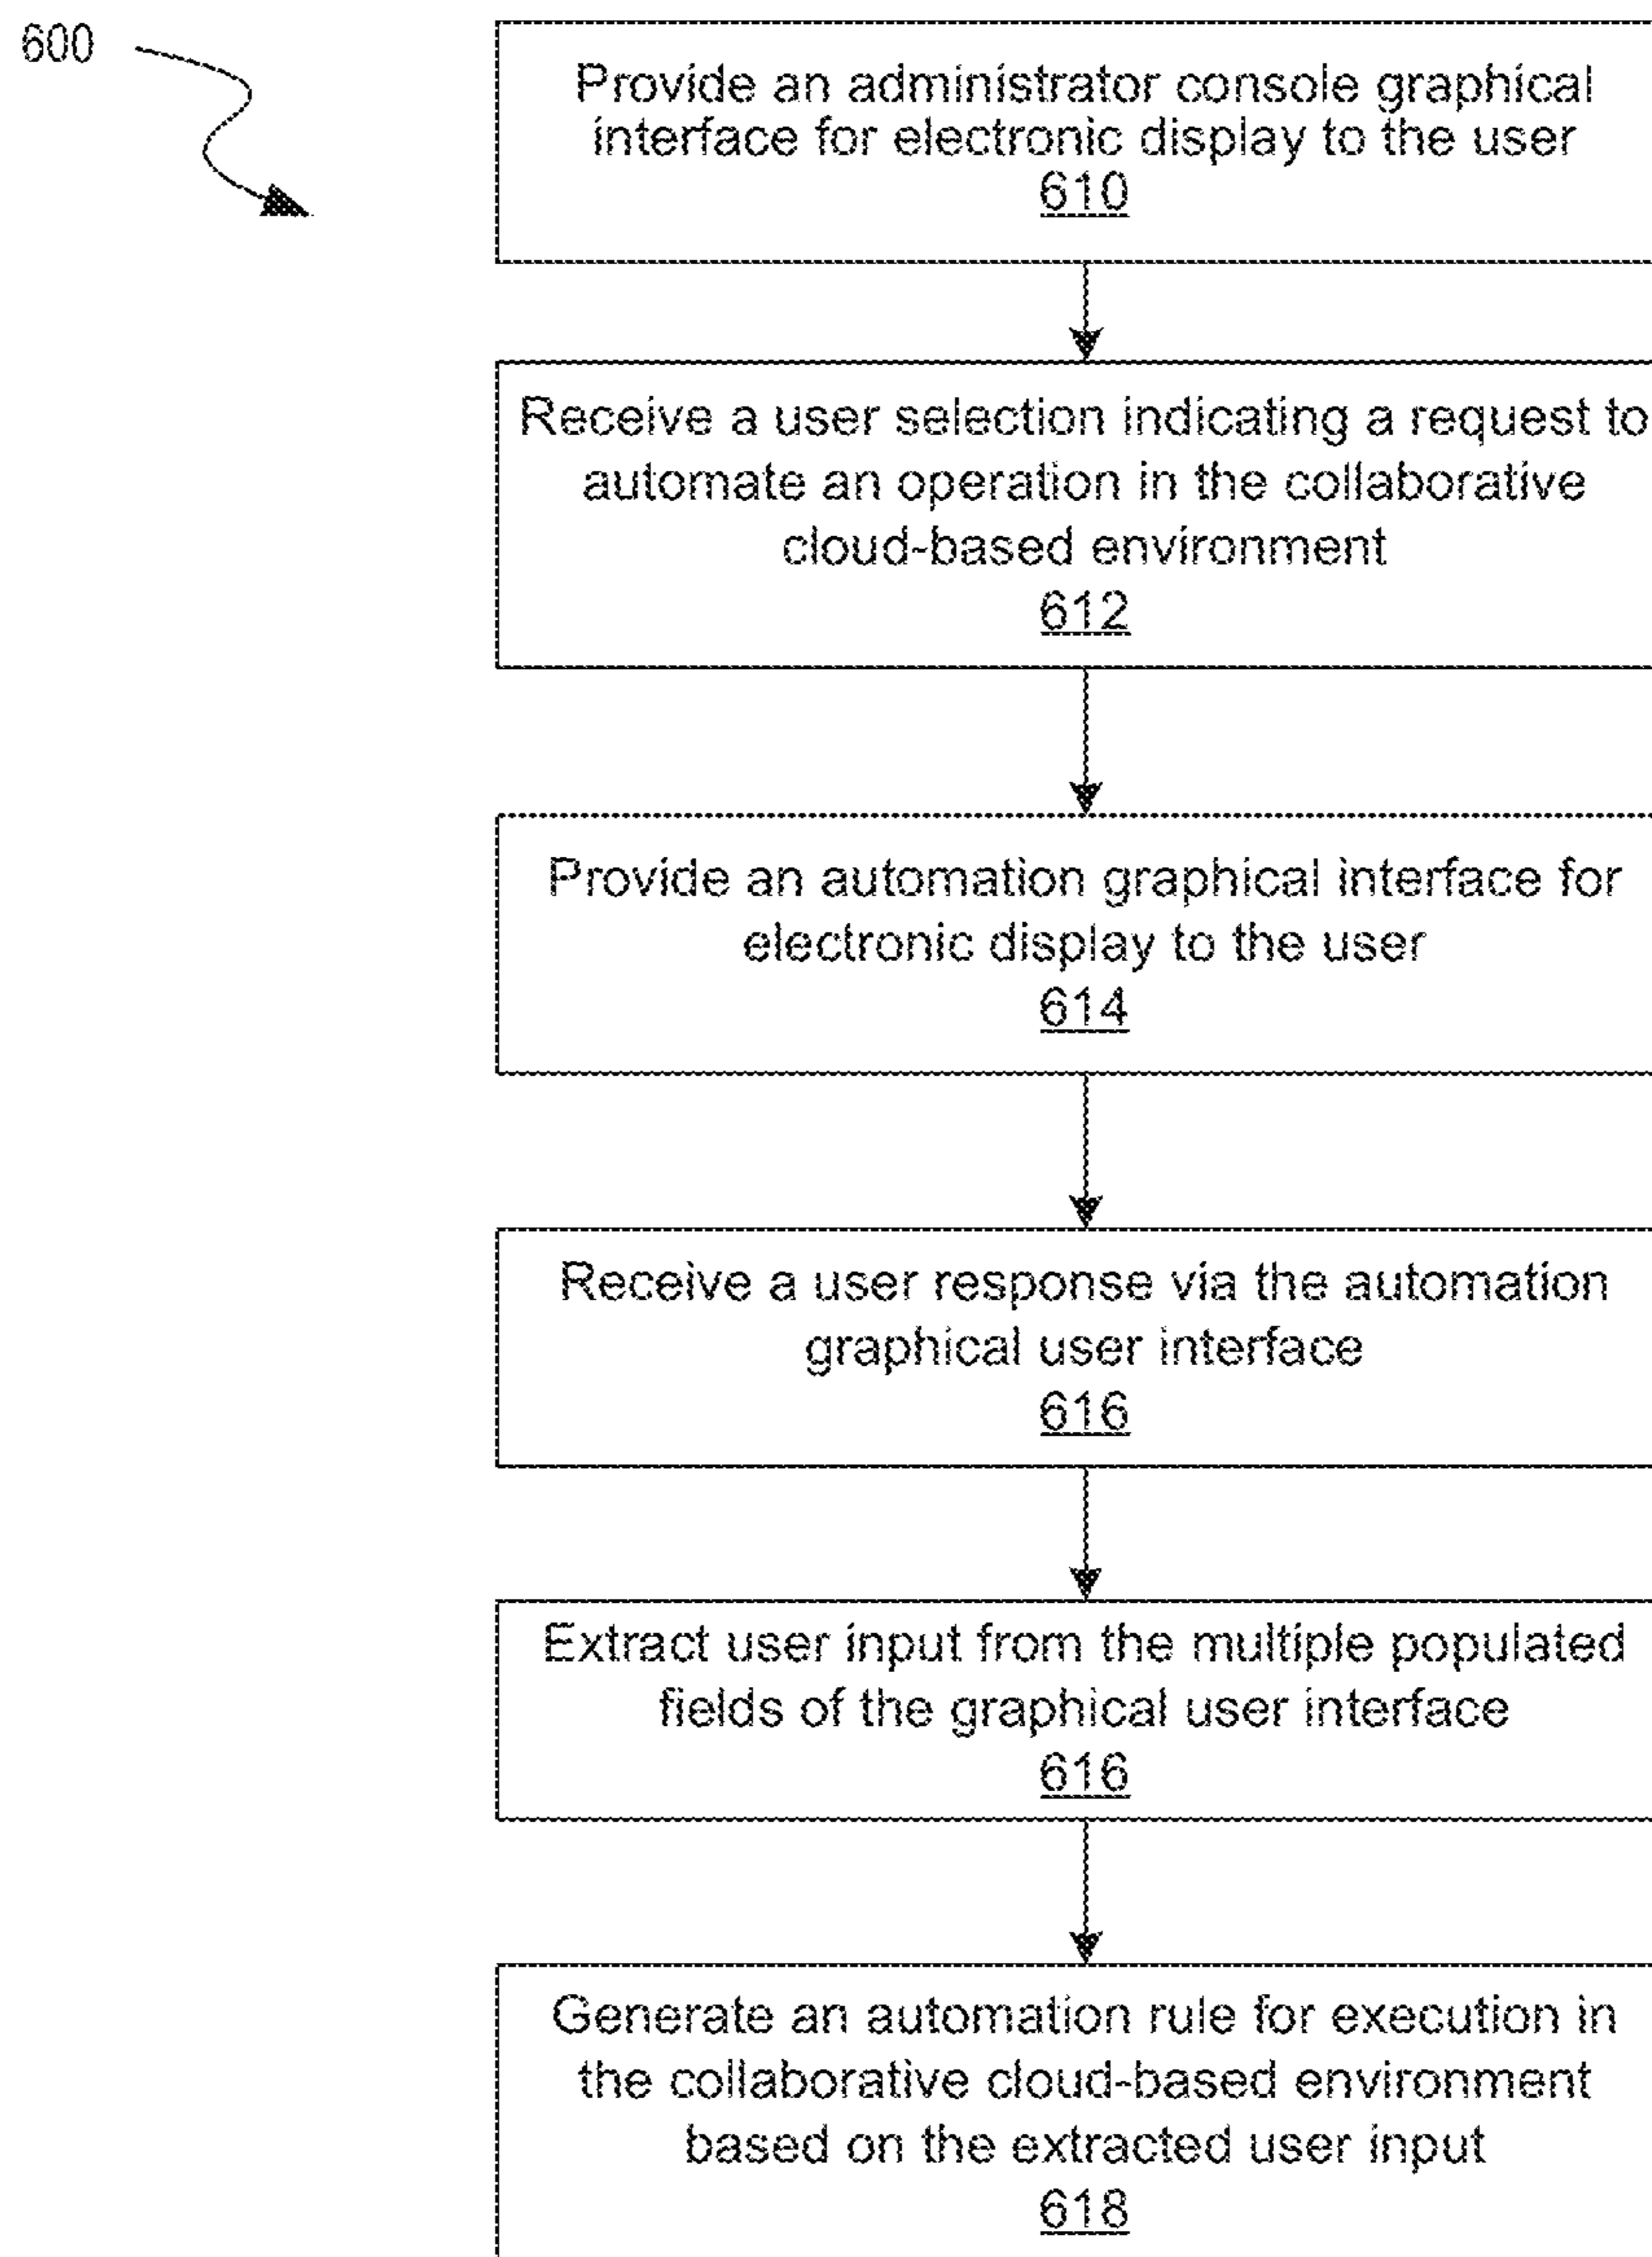 600
Provide an administrator console graphical
interface for electronic display to the user
610
Receive a user selection indicating a request to
automate an operation in the collaborative
cloud-based environment
612
Provide an automation graphical interface for
electronic display to the user
614
Receive a user response via the automation
graphical user interface
616
Extract user input from the multiple populated
fields of the graphical user interface
616
Generate an automation rule for execution in
the collaborative cloud-based environment
based on the extracted user input
618